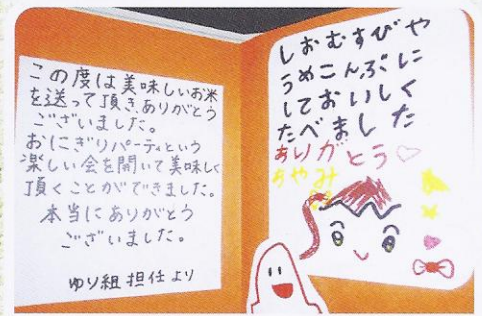 この度は美味しいお米
を送って頂き、ありがとう
ございました。
おにぎりパーティという
楽しい会を開いて美味しく
頂くことができました。
本当にありがとう
ございました。
ゆり組 担任より
しおむすびや
うめこんぶに
しておいしく
たべました
ありがとう♡
あやみ